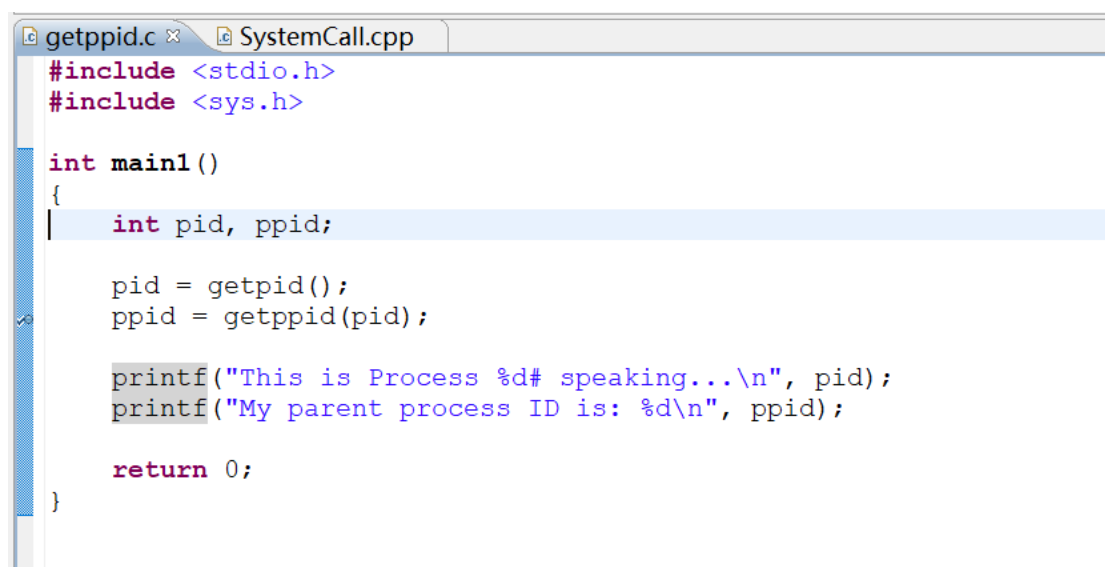 getppid.c SystemCall.cpp
#include <stdio.h>
#include <sys.h>
int main1()
{
int pid, ppid;
pid = getpid();
ppid = getppid(pid);
printf("This is Process %d# speaking...\n", pid);
printf("My parent process ID is: %d\n", ppid);
return 0;
}